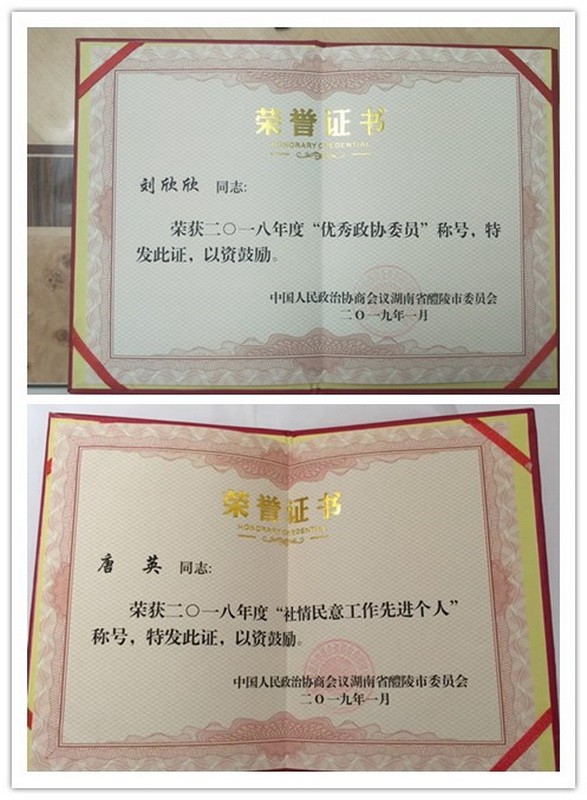 荣誉证书
HONORARY CREDENTIAL
刘欣欣 同志:
荣获二〇一八年度“优秀政协委员”称号，特
发此证，以资鼓励。
中国人民政治协商会议湖南省醴陵市委员会
二〇一九年一月
荣誉证书
HONORARY CREDENTIAL
唐 英 同志:
荣获二〇一八年度“社情民意工作先进个人”
称号，特发此证，以资鼓励。
中国人民政治协商会议湖南省醴陵市委员会
二〇一九年一月